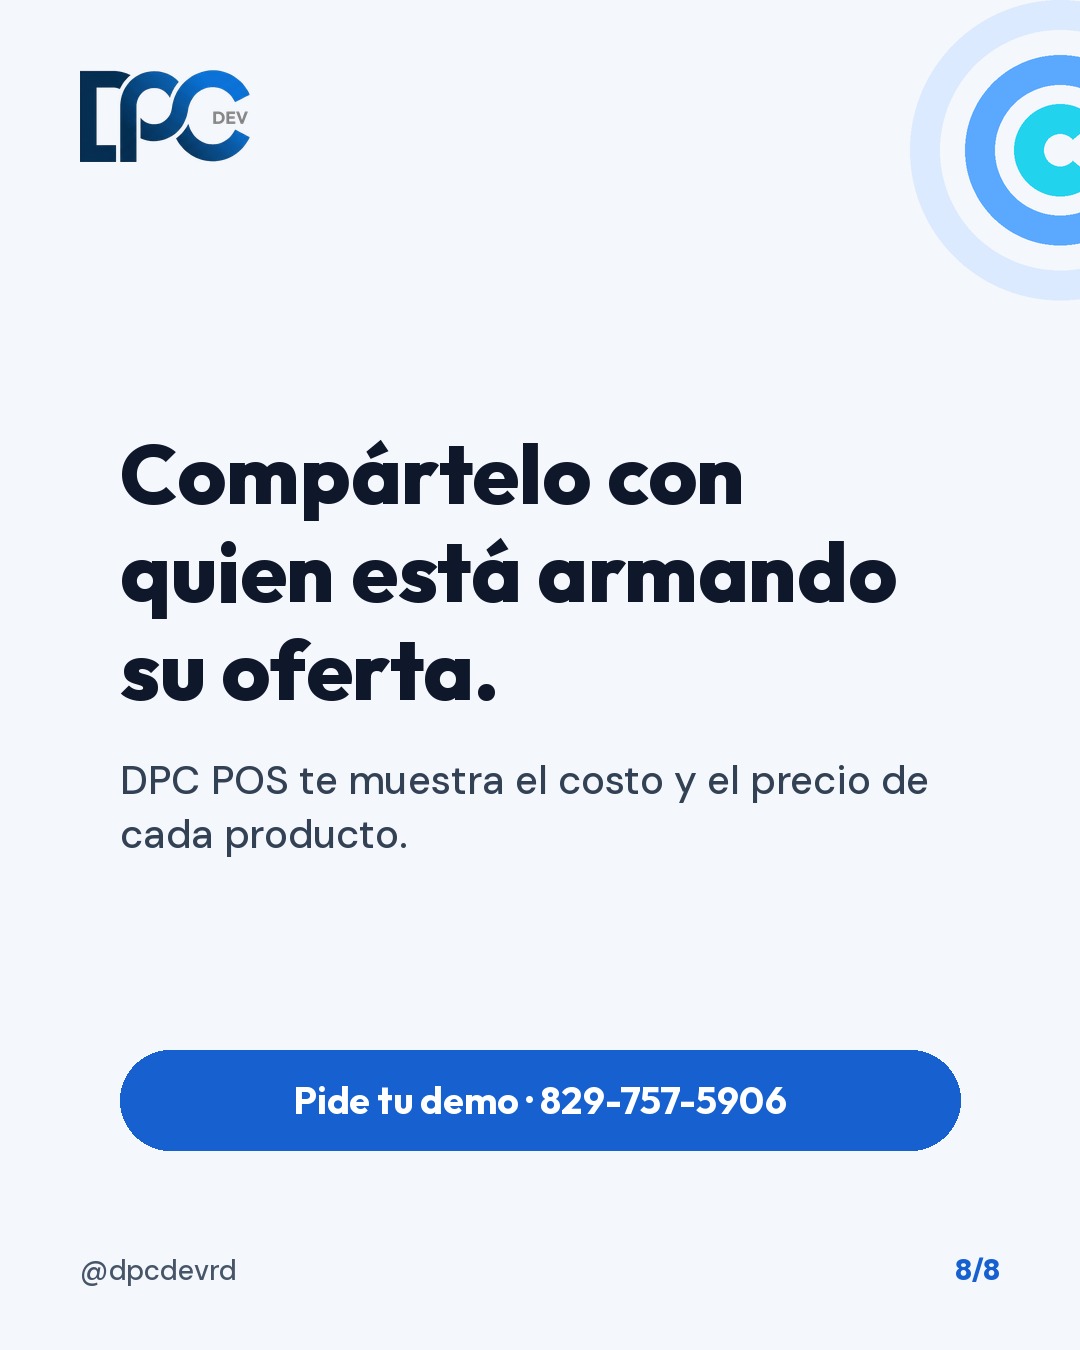 DPC
DEV
Compártelo con
quien está armando
su oferta.
DPC POS te muestra el costo y el precio de
cada producto.
Pide tu demo · 829-757-5906
@dpcdevrd
8/8